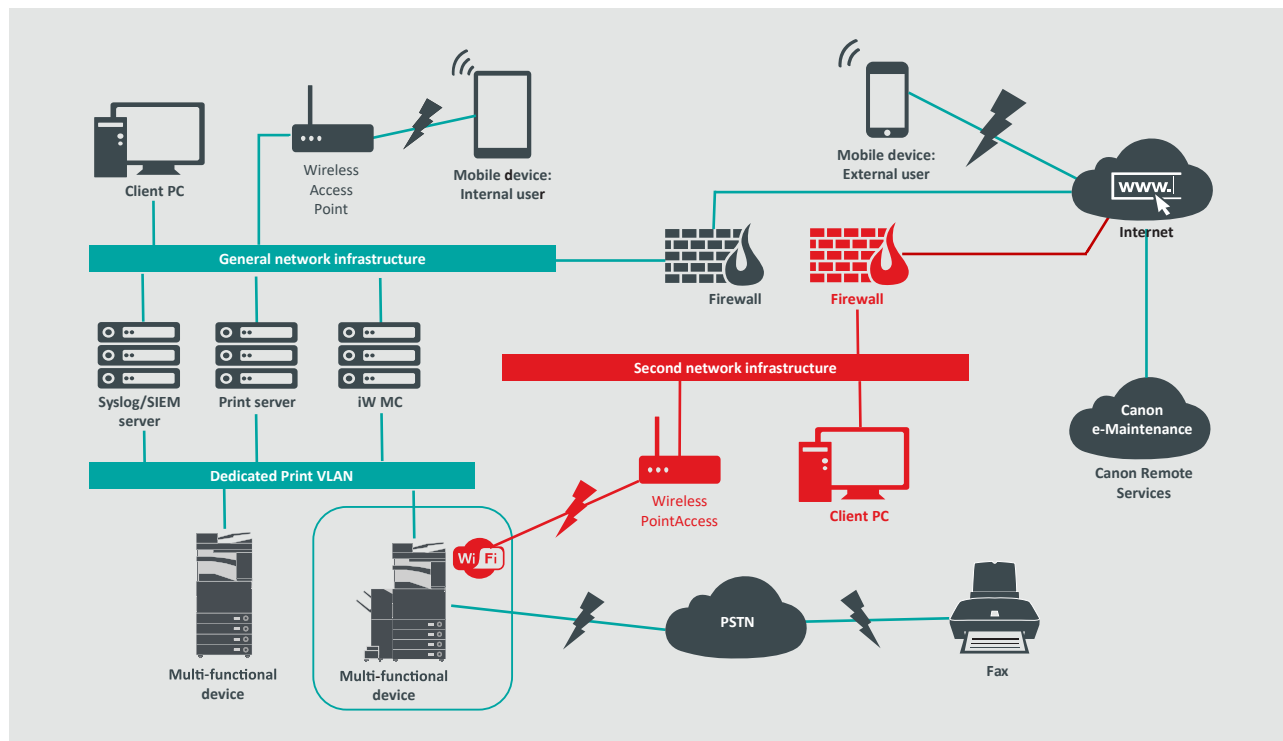 Client PC
Wireless
Access
Point
Mobile device:
Internal user
Mobile device:
External user
www.
Internet
General network infrastructure
Firewall
Firewall
Second network infrastructure
Syslog/SIEM
server
Print server
iW MC
Canon
e-Maintenance
Canon Remote
Services
Dedicated Print VLAN
Wireless
PointAccess
Client PC
Wi Fi
PSTN
Multi-functional
device
Multi-functional
device
Fax